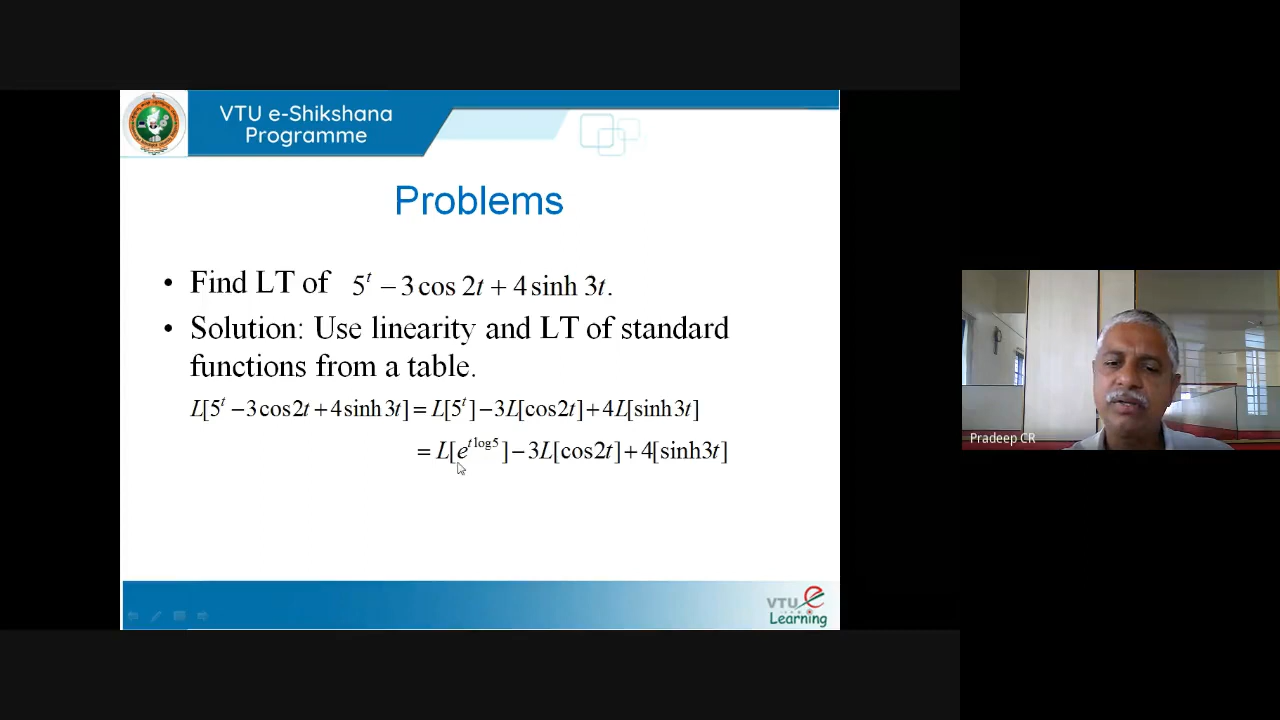 VTU e-Shikshana
Programme
Problems
• Find LT of 5^t − 3 cos 2t + 4 sinh 3t.
• Solution: Use linearity and LT of standard
functions from a table.
L[5^t − 3cos2t + 4sinh3t] = L[5^t] − 3L[cos2t] + 4L[sinh3t]
= L[e^{t log5}] − 3L[cos2t] + 4[sinh3t]
Pradeep CR
VTU e
Learning